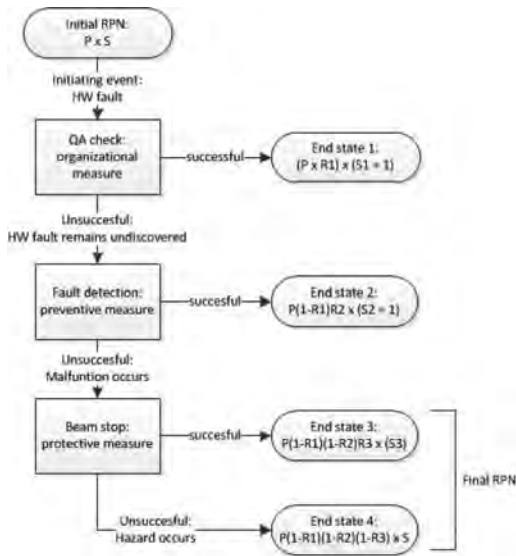 Initial RPN:
P x S
Initiating event:
HW fault
QA check:
organizational
measure
successful
End state 1:
(P x R1) x (S1 = 1)
Unsuccesful:
HW fault remains undiscovered
Fault detection:
preventive measure
succesful
End state 2:
P(1-R1)R2 x (S2 = 1)
Unsuccesful:
Malfuntion occurs
Beam stop:
protective measure
succesful
End state 3:
P(1-R1)(1-R2)R3 x (S3)
Final RPN
Unsuccesful:
Hazard occurs
End state 4:
P(1-R1)(1-R2)(1-R3) x S